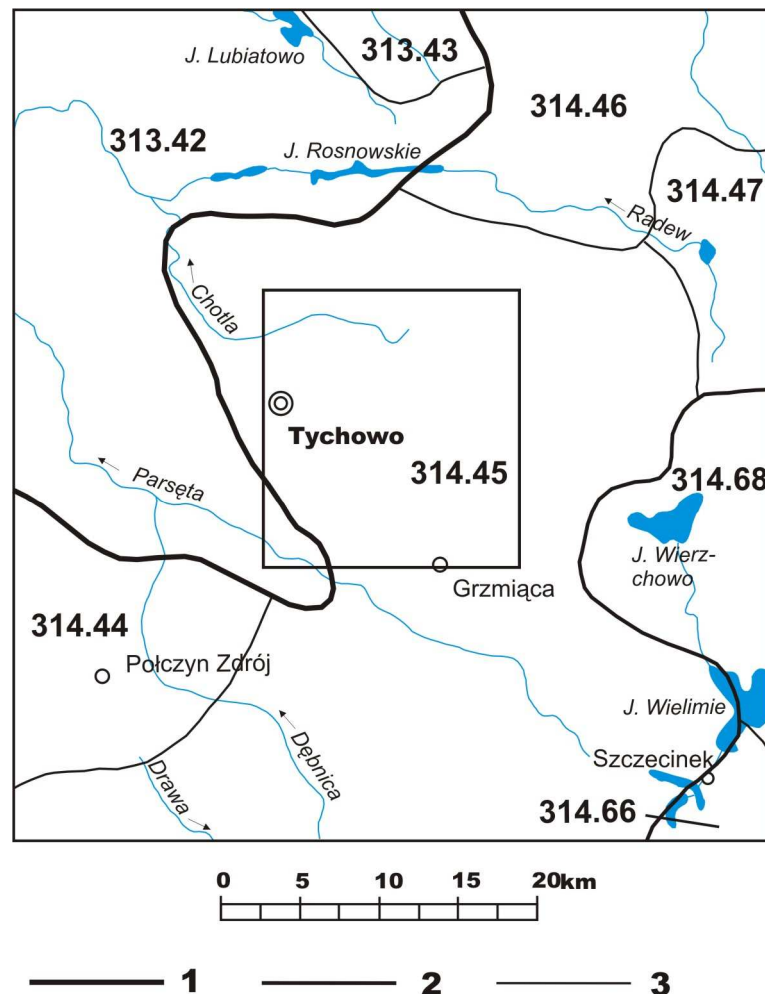 313.43
J. Lubiatowo
314.46
313.42
J. Rosnowskie
314.47
Radew
Chotla
Tychowo
314.45
314.68
Parsęta
J. Wierz-
chowo
Grzmiąca
314.44
Połczyn Zdrój
J. Wielimie
Dębnica
Szczecinek
Drawa
314.66
0 5 10 15 20km
1 2 3